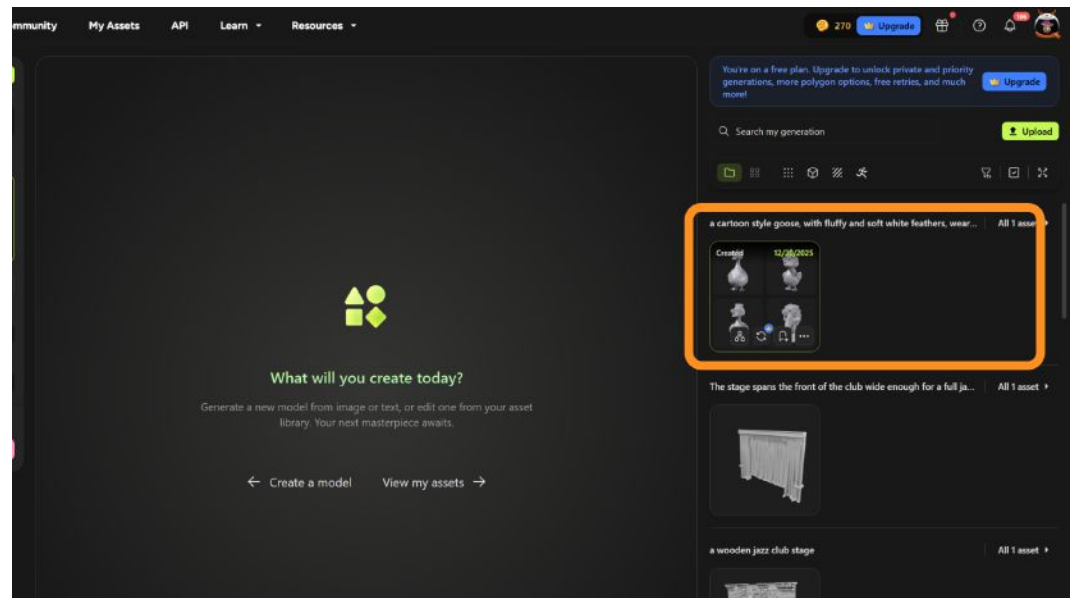 mmunity
My Assets
API
Learn
Resources
270
Upgrade
You're on a free plan. Upgrade to unlock private and priority
generations, more polygon options, free retries, and much
more!
Upgrade
Search my generation
Upload
a cartoon style goose, with fluffy and soft white feathers, wear...
All 1 asset
Created
12/20/2025
What will you create today?
Generate a new model from image or text, or edit one from your asset
library. Your next masterpiece awaits.
← Create a model
View my assets →
The stage spans the front of the club wide enough for a full ja...
All 1 asset
a wooden jazz club stage
All 1 asset